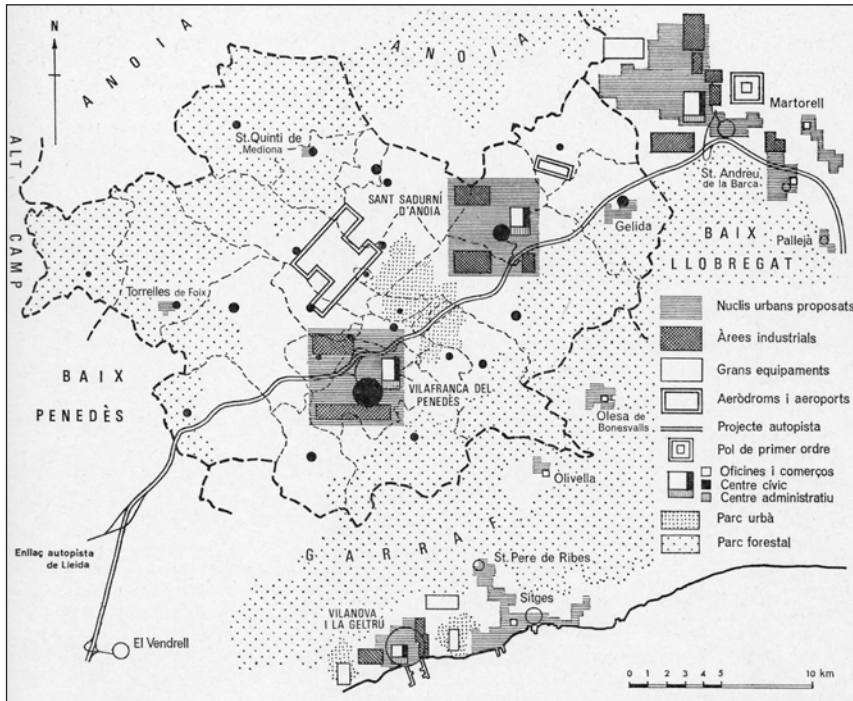 N
ANOIA
ANOIA
ALT CAMP
St. Quintí de
Mediona
SANT SADURNÍ
D'ANOIA
Martorell
St. Andreu
de la Barca
Gelida
BAIX
LLOBREGAT
Pallejà
Torrelles de Foix
BAIX
PENEDÈS
VILAFRANCA DEL
PENEDÈS
Olesa de
Bonesvalls
Olivella
GARRAF
Enllaç autopista
de Lleida
St. Pere de Ribes
Sitges
VILANOVA
I LA GELTRÚ
El Vendrell
Nuclis urbans proposats
Àrees industrials
Grans equipaments
Aeròdroms i aeroports
Projecte autopista
Pol de primer ordre
Oficines i comerços
Centre cívic
Centre administratiu
Parc urbà
Parc forestal
0 1 2 3 4 5 10 km